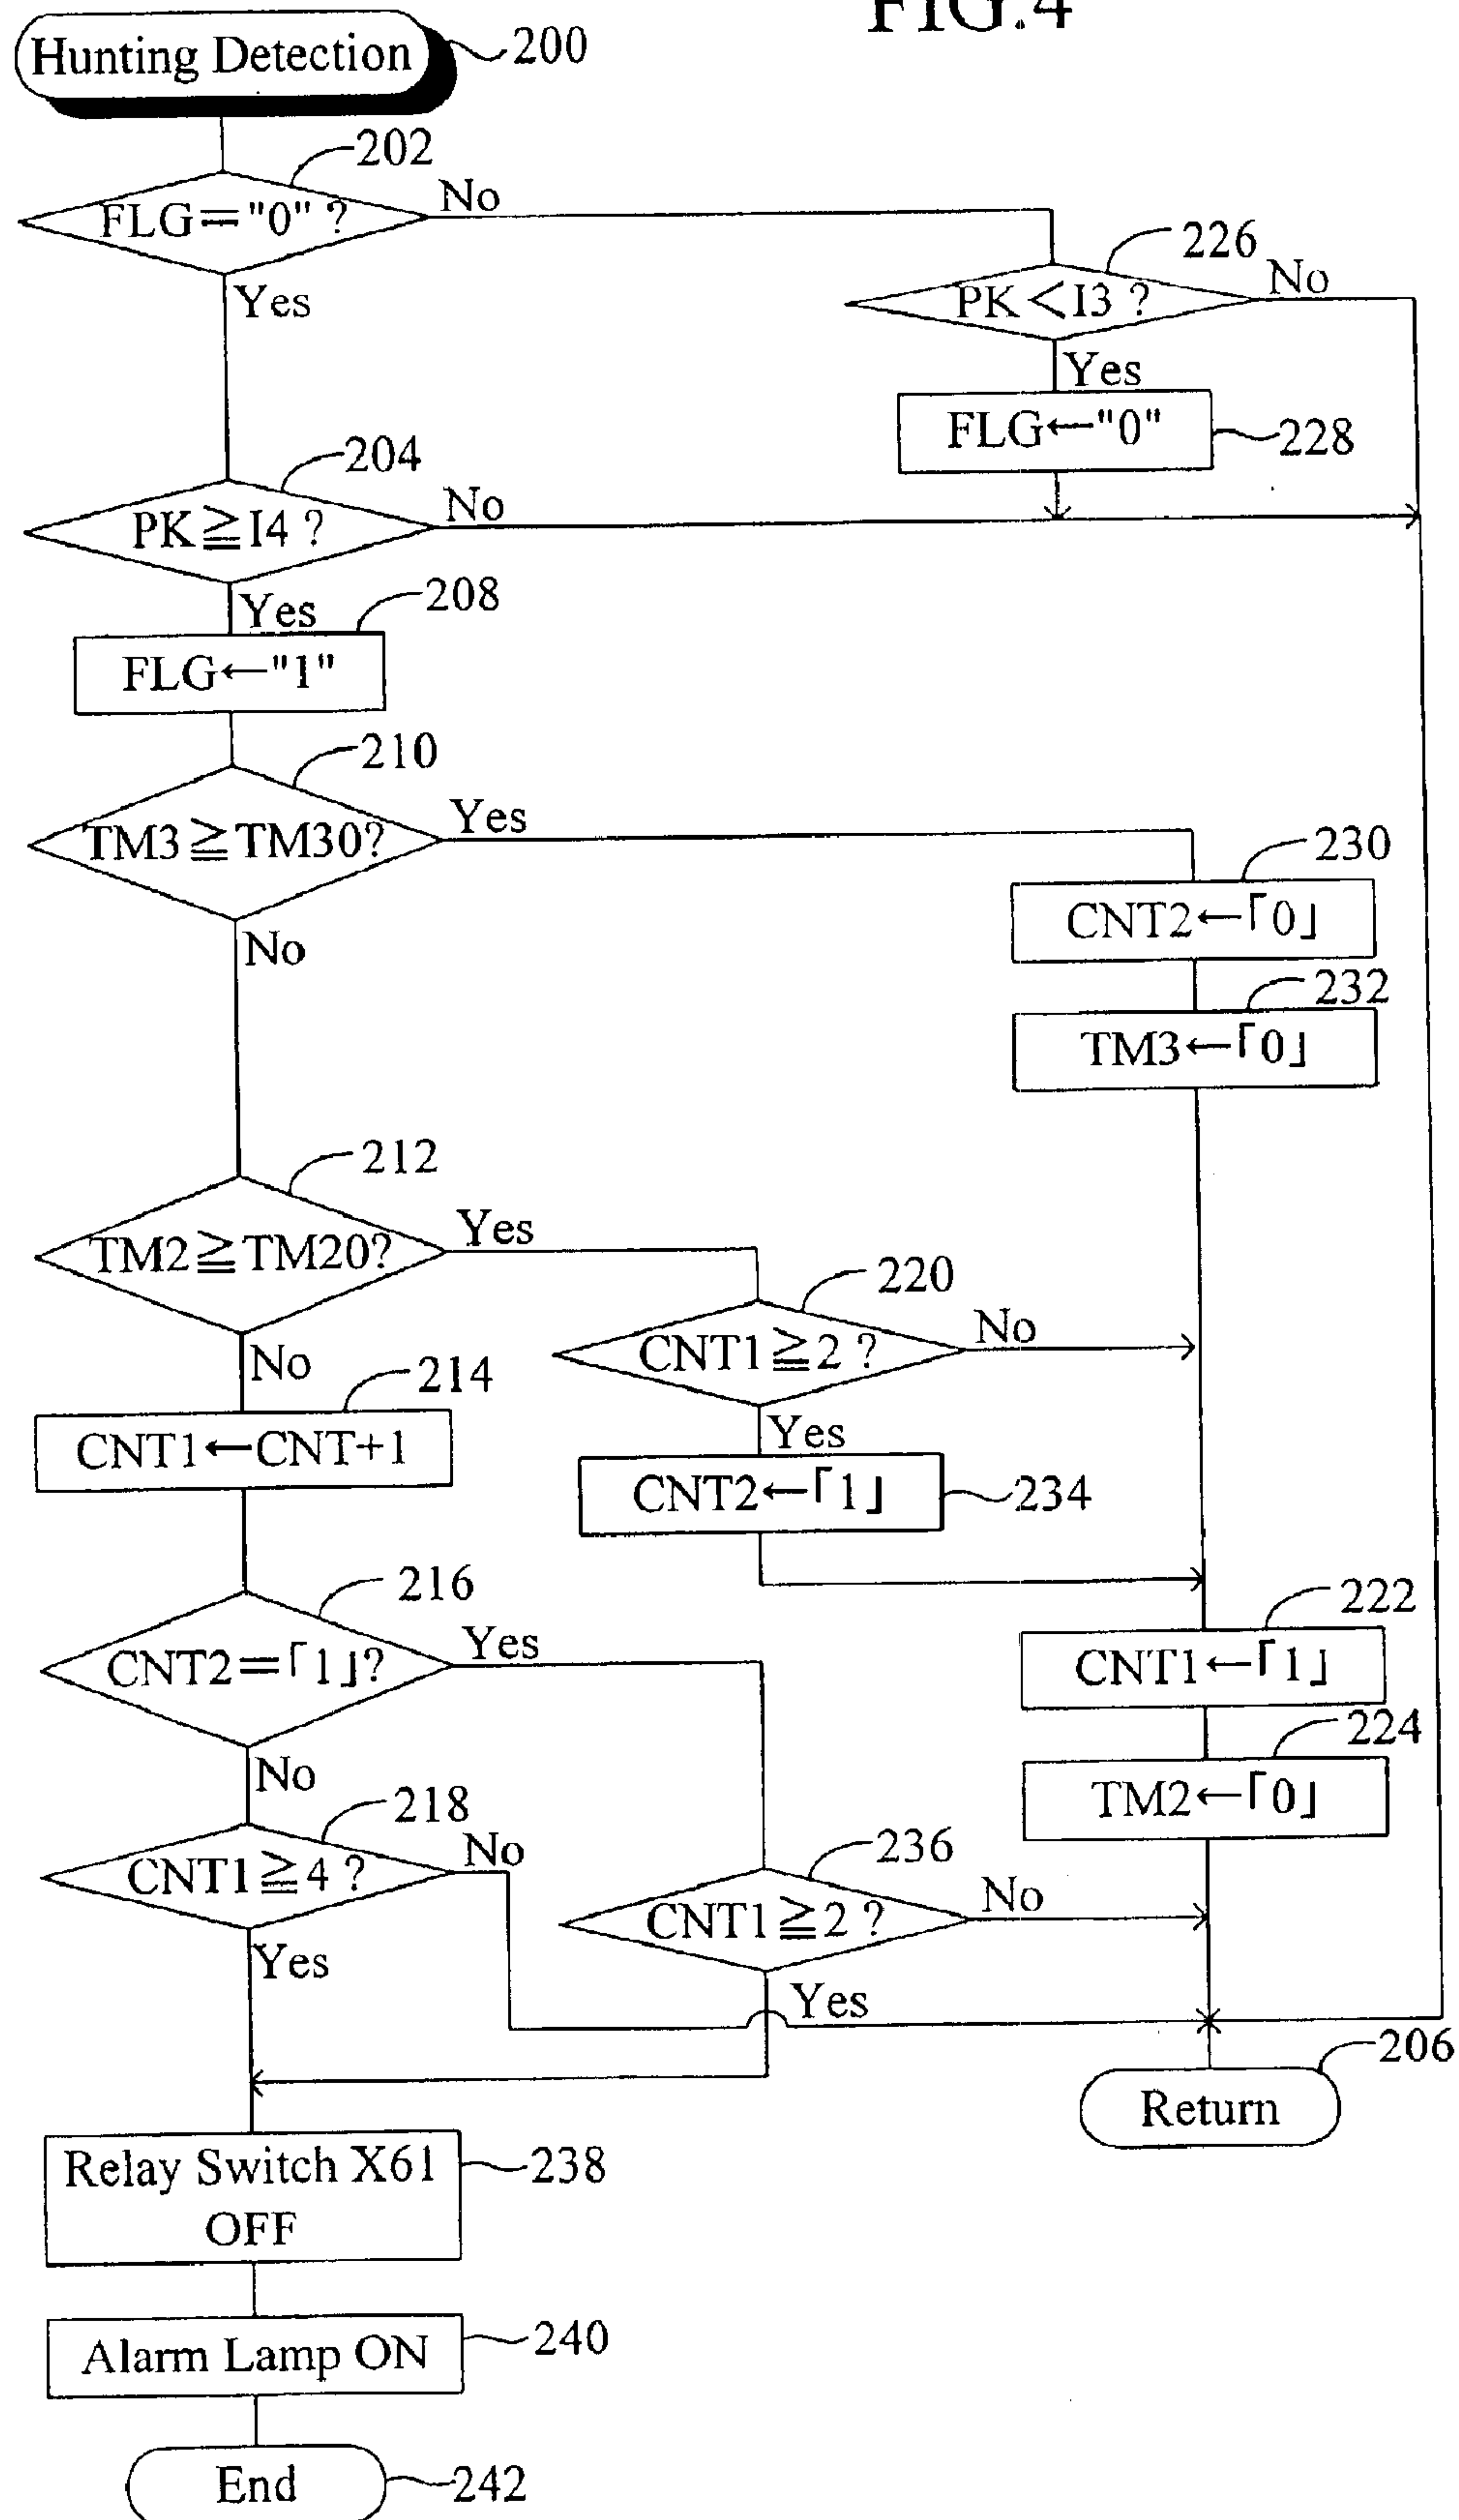 FIG.4
Hunting Detection
200
202
FLG="0" ?
No
Yes
226
PK<I3 ?
No
Yes
FLG←"0"
228
204
PK≧I4 ?
No
Yes
208
FLG←"1"
210
TM3≧TM30?
Yes
No
230
CNT2←「0」
232
TM3←「0」
212
TM2≧TM20?
Yes
No
220
CNT1≧2 ?
No
Yes
214
CNT1←CNT+1
CNT2←「1」
234
216
CNT2=「1」?
Yes
No
222
CNT1←「1」
224
TM2←「0」
218
CNT1≧4 ?
No
Yes
236
CNT1≧2 ?
No
Yes
206
Return
Relay Switch X61
OFF
238
Alarm Lamp ON
240
End
242